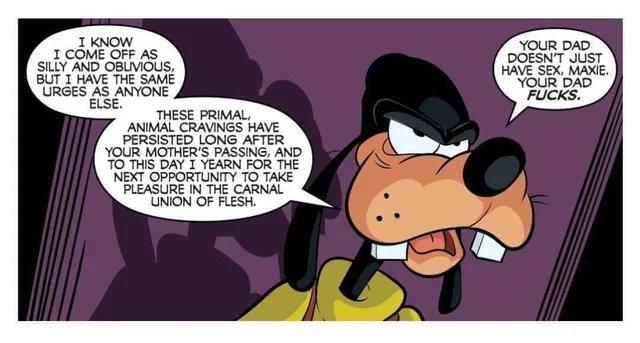 I KNOW
I COME OFF AS
SILLY AND OBLIVIOUS,
BUT I HAVE THE SAME
URGES AS ANYONE
ELSE.
THESE PRIMAL,
ANIMAL CRAVINGS HAVE
PERSISTED LONG AFTER
YOUR MOTHER'S PASSING, AND
TO THIS DAY I YEARN FOR THE
NEXT OPPORTUNITY TO TAKE
PLEASURE IN THE CARNAL
UNION OF FLESH.
YOUR DAD
DOESN'T JUST
HAVE SEX, MAXIE.
YOUR DAD
FUCKS.